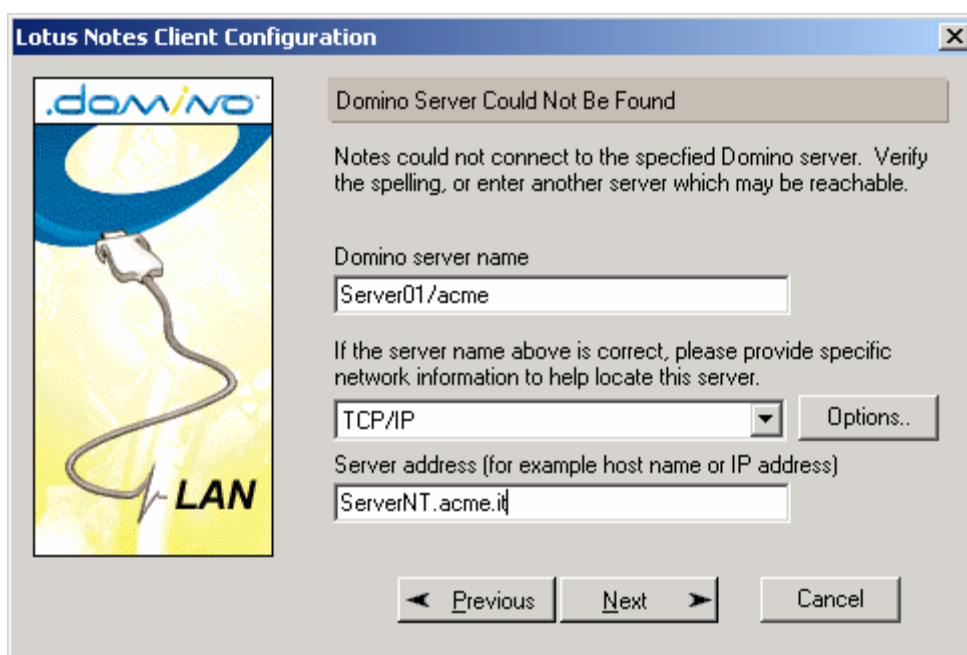 Lotus Notes Client Configuration
.domino
Domino Server Could Not Be Found
Notes could not connect to the specfied Domino server. Verify
the spelling, or enter another server which may be reachable.
Domino server name
Server01/acme
If the server name above is correct, please provide specific
network information to help locate this server.
TCP/IP
Options..
Server address (for example host name or IP address)
LAN
ServerNT.acme.it
Previous
Next
Cancel